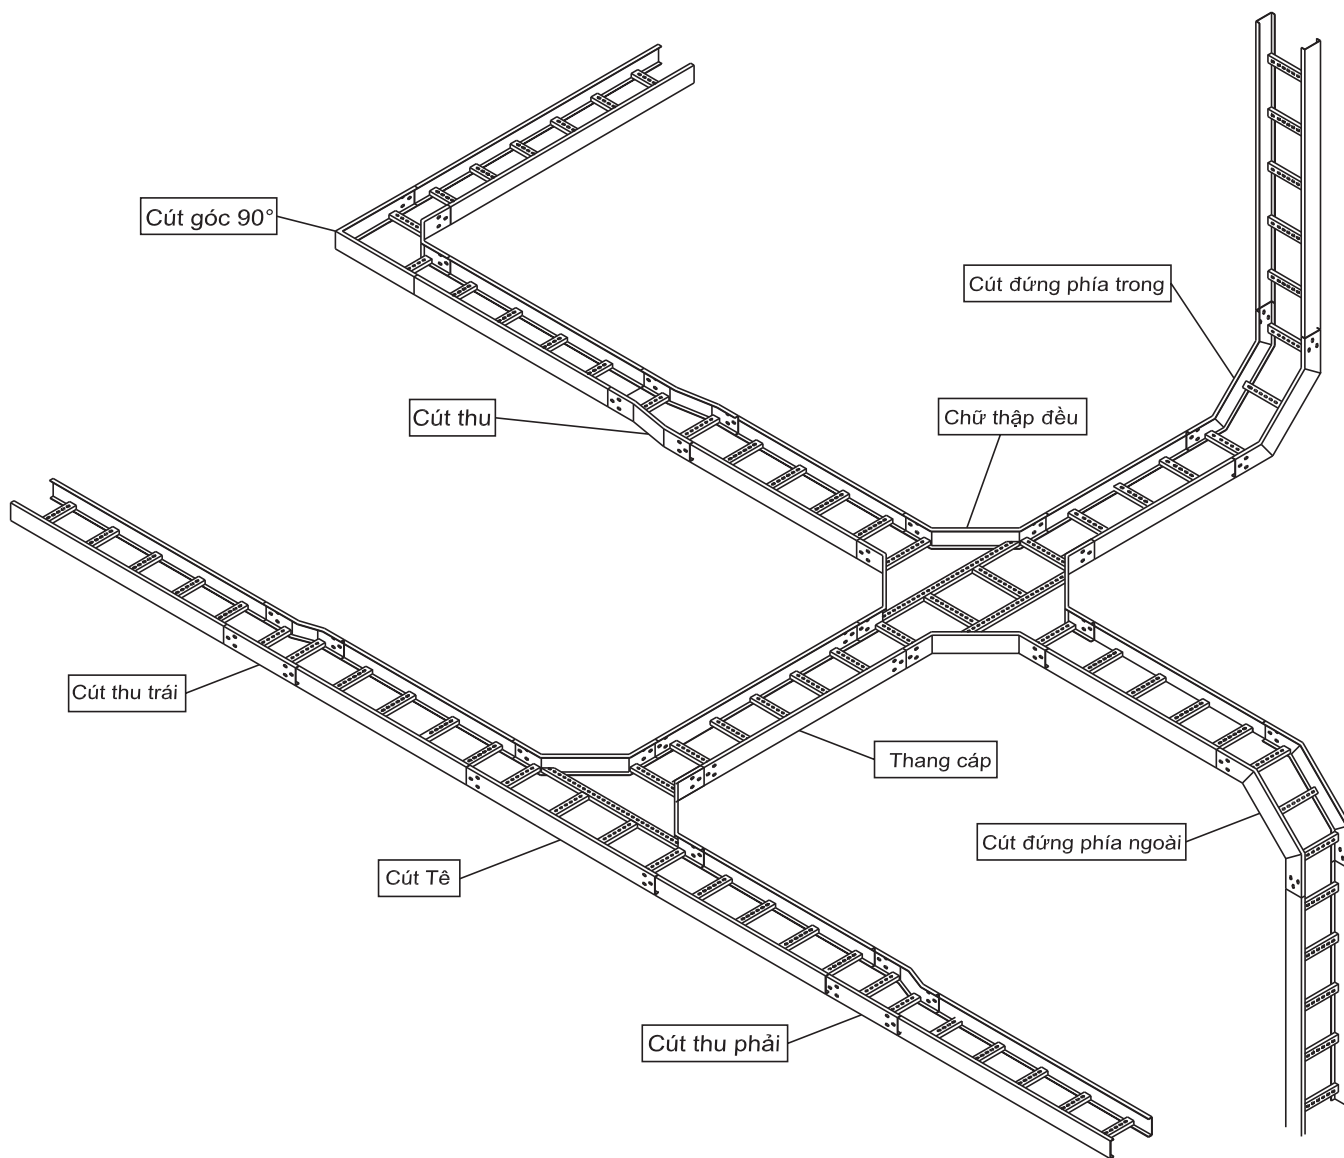 Cút góc 90°
Cút đứng phía trong
Cút thu
Chữ thập đều
Cút thu trái
Thang cáp
Cút đứng phía ngoài
Cút Tê
Cút thu phải